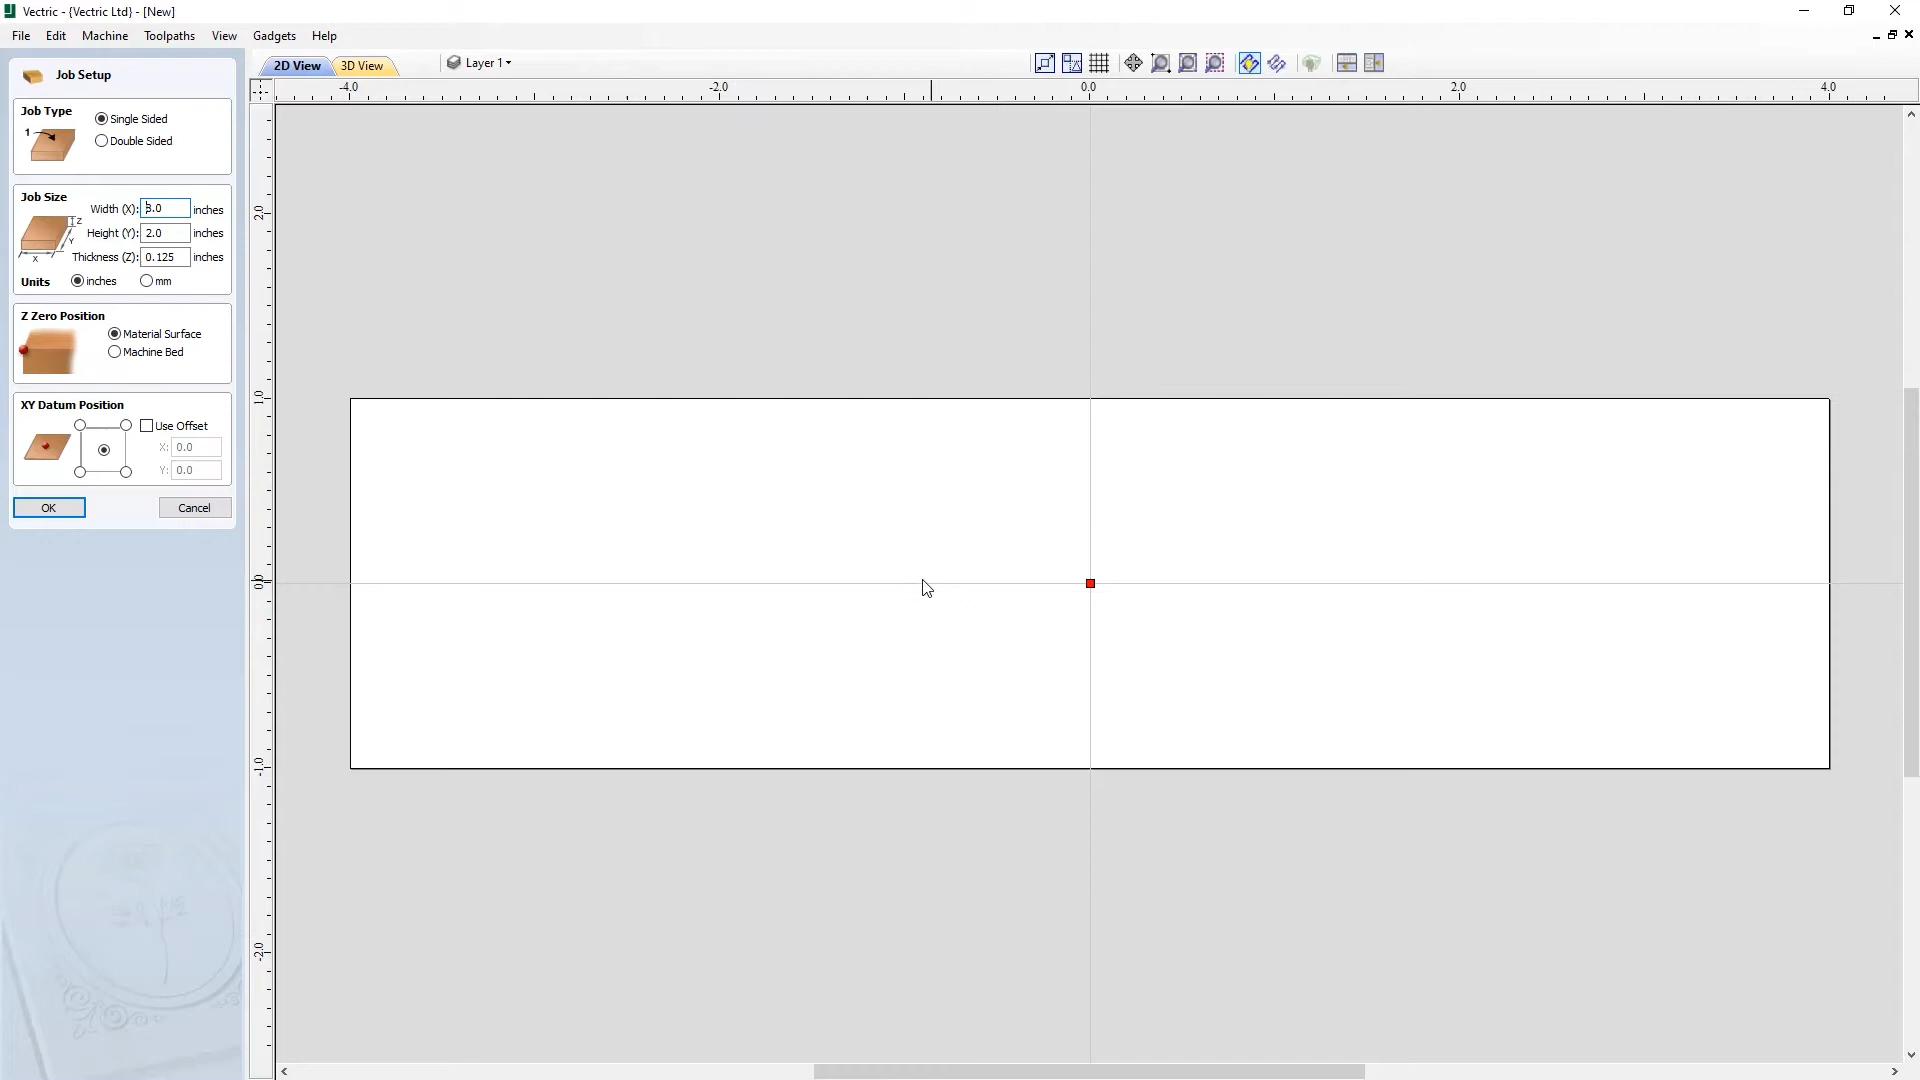 Vectric - {Vectric Ltd} - [New]
File Edit Machine Toolpaths View Gadgets Help
2D View 3D View Layer 1
Job Setup
Job Type
1
Single Sided
Double Sided
Job Size
Width (X): 8.0 inches
Height (Y): 2.0 inches
Thickness (Z): 0.125 inches
Z
Y
X
Units inches mm
Z Zero Position
Material Surface
Machine Bed
XY Datum Position
Use Offset
X: 0.0
Y: 0.0
OK Cancel
-4.0 -2.0 0.0 2.0 4.0
2.0
1.0
0.0
-1.0
-2.0